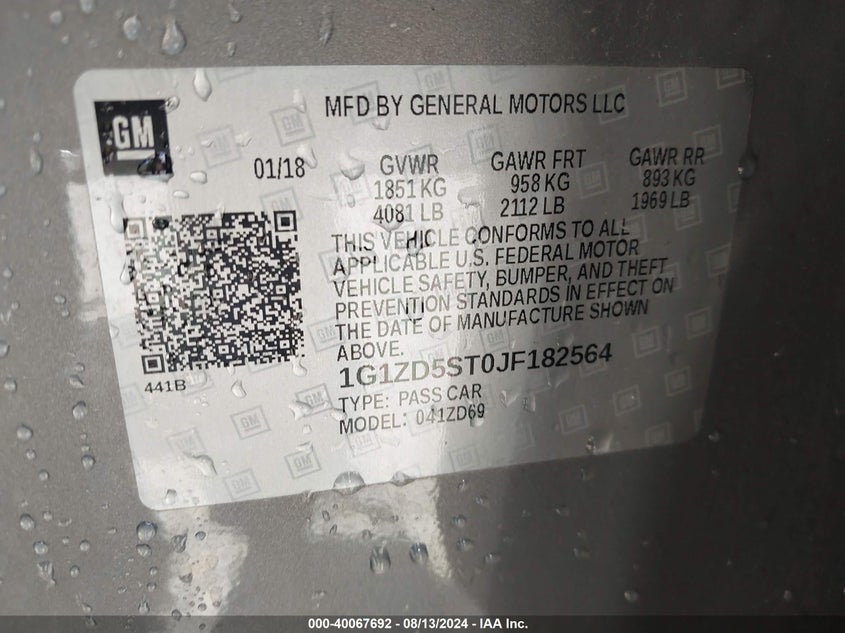 GM
MFD BY GENERAL MOTORS LLC
01/18
GVWR
1851 KG
4081 LB
GAWR FRT
958 KG
2112 LB
GAWR RR
893 KG
1969 LB
THIS VEHICLE CONFORMS TO ALL
APPLICABLE U.S. FEDERAL MOTOR
VEHICLE SAFETY, BUMPER, AND THEFT
PREVENTION STANDARDS IN EFFECT ON
THE DATE OF MANUFACTURE SHOWN
ABOVE.
1G1ZD5ST0JF182564
TYPE: PASS CAR
MODEL: 041ZD69
441B
000-40067692 - 08/13/2024 - IAA Inc.